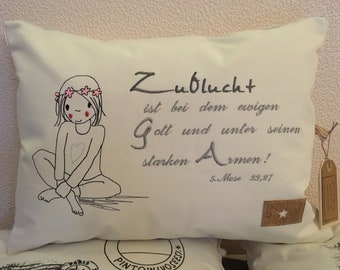 Zuflucht
ist bei dem ewigen
Gott und unter seinen
starken Armen!
5.Mose 33,27